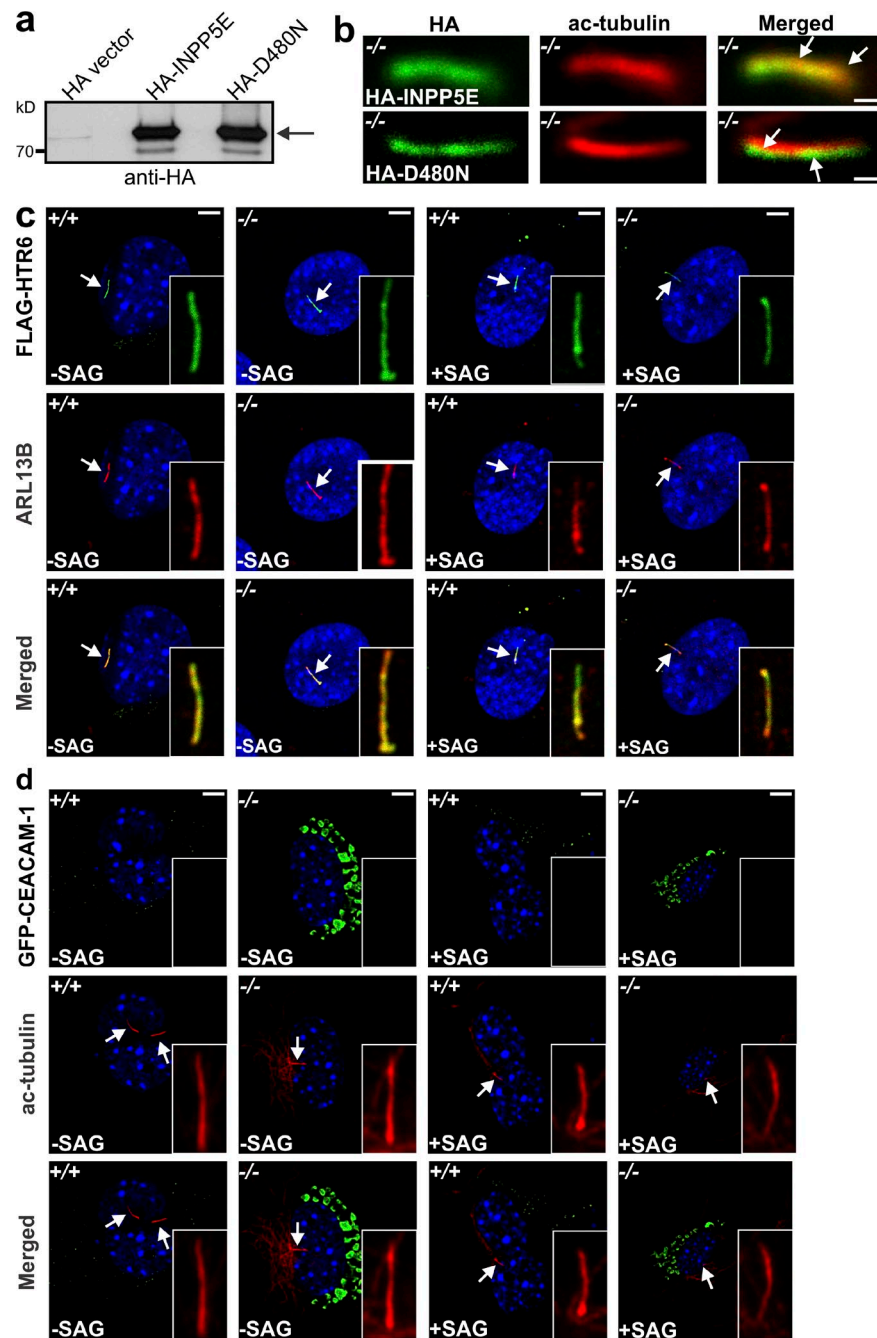 a
HA vector
HA-INPP5E
HA-D480N
kD
70
anti-HA
b
HA ac-tubulin Merged
-/- -/- -/-
HA-INPP5E
-/- -/- -/-
HA-D480N
c
FLAG-HTR6
+/+ -/- +/+ -/-
-SAG -SAG +SAG +SAG
ARL13B
+/+ -/- +/+ -/-
-SAG -SAG +SAG +SAG
Merged
+/+ -/- +/+ -/-
-SAG -SAG +SAG +SAG
d
GFP-CEACAM-1
+/+ -/- +/+ -/-
-SAG -SAG +SAG +SAG
ac-tubulin
+/+ -/- +/+ -/-
-SAG -SAG +SAG +SAG
Merged
+/+ -/- +/+ -/-
-SAG -SAG +SAG +SAG